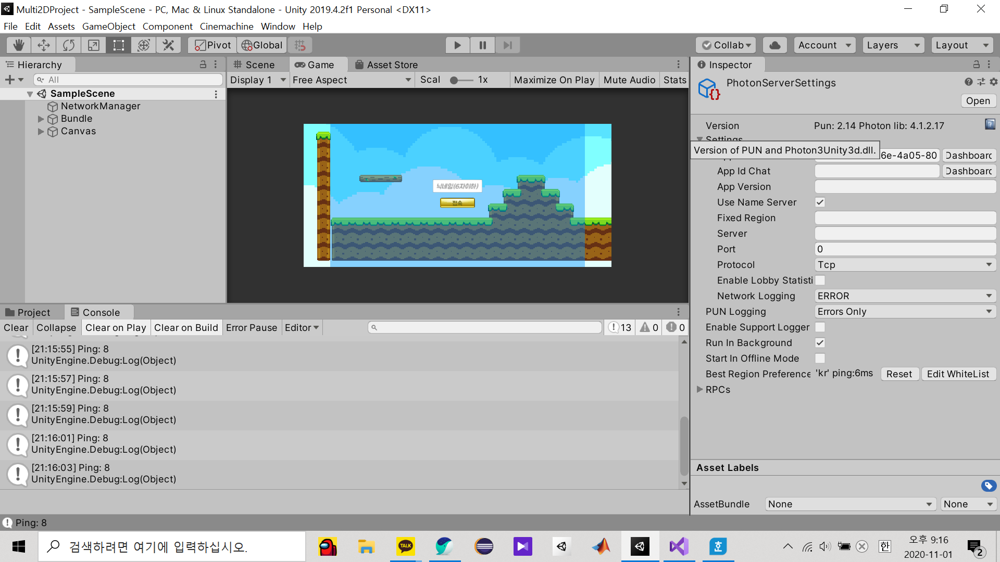 Multi2DProject - SampleScene - PC, Mac & Linux Standalone - Unity 2019.4.2f1 Personal <DX11>
File Edit Assets GameObject Component Cinemachine Window Help
Pivot Global Collab Account Layers Layout
Hierarchy
All
SampleScene
NetworkManager
Bundle
Canvas
Scene Game Asset Store
Display 1 Free Aspect Scal 1x Maximize On Play Mute Audio Stats
닉네임(6자이하)
접속
Inspector
PhotonServerSettings
Open
Version Pun: 2.14 Photon lib: 4.1.2.17
Settings
Version of PUN and Photon3Unity3d.dll.
6e-4a05-80 Dashboard
App Id Chat Dashboard
App Version
Use Name Server
Fixed Region
Server
Port 0
Protocol Tcp
Enable Lobby Statisti
Network Logging ERROR
PUN Logging Errors Only
Enable Support Logger
Run In Background
Start In Offline Mode
Best Region Preference 'kr' ping:6ms Reset Edit WhiteList
RPCs
Asset Labels
AssetBundle None None
Project Console
Clear Collapse Clear on Play Clear on Build Error Pause Editor 13 0 0
[21:15:55] Ping: 8
UnityEngine.Debug:Log(Object)
[21:15:57] Ping: 8
UnityEngine.Debug:Log(Object)
[21:15:59] Ping: 8
UnityEngine.Debug:Log(Object)
[21:16:01] Ping: 8
UnityEngine.Debug:Log(Object)
[21:16:03] Ping: 8
UnityEngine.Debug:Log(Object)
Ping: 8
검색하려면 여기에 입력하십시오.
TALK
호
한
오후 9:16
2020-11-01
2